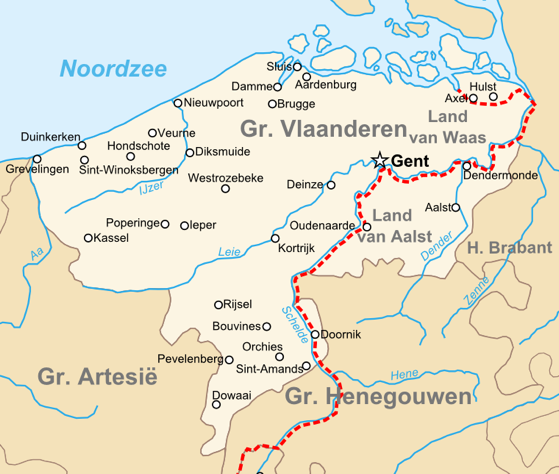 Noordzee
Sluis
Aardenburg
Damme
Hulst
Axel
Nieuwpoort
Brugge
Land
van Waas
Gr. Vlaanderen
Duinkerken
Veurne
Hondschote
Diksmuide
Grevelingen
Sint-Winoksbergen
Gent
IJzer
Westrozebeke
Deinze
Dendermonde
Aalst
Poperinge
Ieper
Oudenaarde
Land
van Aalst
Kassel
Kortrijk
Leie
Aa
Dender
H. Brabant
Zenne
Rijsel
Schelde
Bouvines
Doornik
Orchies
Pevelenberg
Sint-Amands
Hene
Gr. Artesië
Gr. Henegouwen
Dowaai